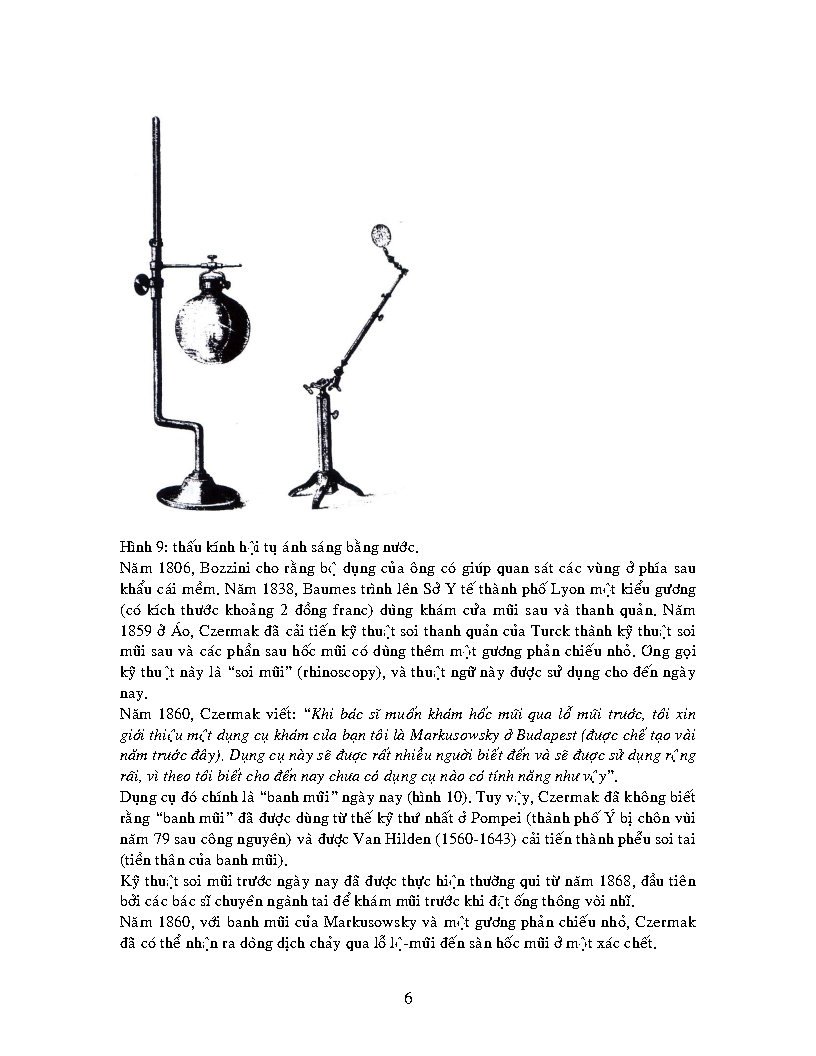 Hình 9: thấu kính hội tụ ánh sáng bằng nước.
Năm 1806, Bozzini cho rằng bộ dụng của ông có giúp quan sát các vùng ở phía sau
khẩu cái mềm. Năm 1838, Baumes trình lên Sở Y tế thành phố Lyon một kiểu gương
(có kích thước khoảng 2 đồng franc) dùng khám cửa mũi sau và thanh quản. Năm
1859 ở Áo, Czermak đã cải tiến kỹ thuật soi thanh quản của Turck thành kỹ thuật soi
mũi sau và các phần sau hốc mũi có dùng thêm một gương phản chiếu nhỏ. Ông gọi
kỹ thuật này là “soi mũi” (rhinoscopy), và thuật ngữ này được sử dụng cho đến ngày
nay.
Năm 1860, Czermak viết: “Khi bác sĩ muốn khám hốc mũi qua lỗ mũi trước, tôi xin
giới thiệu một dụng cụ khám của bạn tôi là Markusowsky ở Budapest (được chế tạo vài
năm trước đây). Dụng cụ này sẽ được rất nhiều người biết đến và sẽ được sử dụng rộng
rãi, vì theo tôi biết cho đến nay chưa có dụng cụ nào có tính năng như vậy”.
Dụng cụ đó chính là “banh mũi” ngày nay (hình 10). Tuy vậy, Czermak đã không biết
rằng “banh mũi” đã được dùng từ thế kỹ thứ nhất ở Pompei (thành phố Ý bị chôn vùi
năm 79 sau công nguyên) và được Van Hilden (1560-1643) cải tiến thành phễu soi tai
(tiền thân của banh mũi).
Kỹ thuật soi mũi trước ngày nay đã được thực hiện thường qui từ năm 1868, đầu tiên
bởi các bác sĩ chuyên ngành tai để khám mũi trước khi đặt ống thông vòi nhĩ.
Năm 1860, với banh mũi của Markusowsky và một gương phản chiếu nhỏ, Czermak
đã có thể nhận ra dòng dịch chảy qua lỗ lệ-mũi đến sàn hốc mũi ở một xác chết.
6